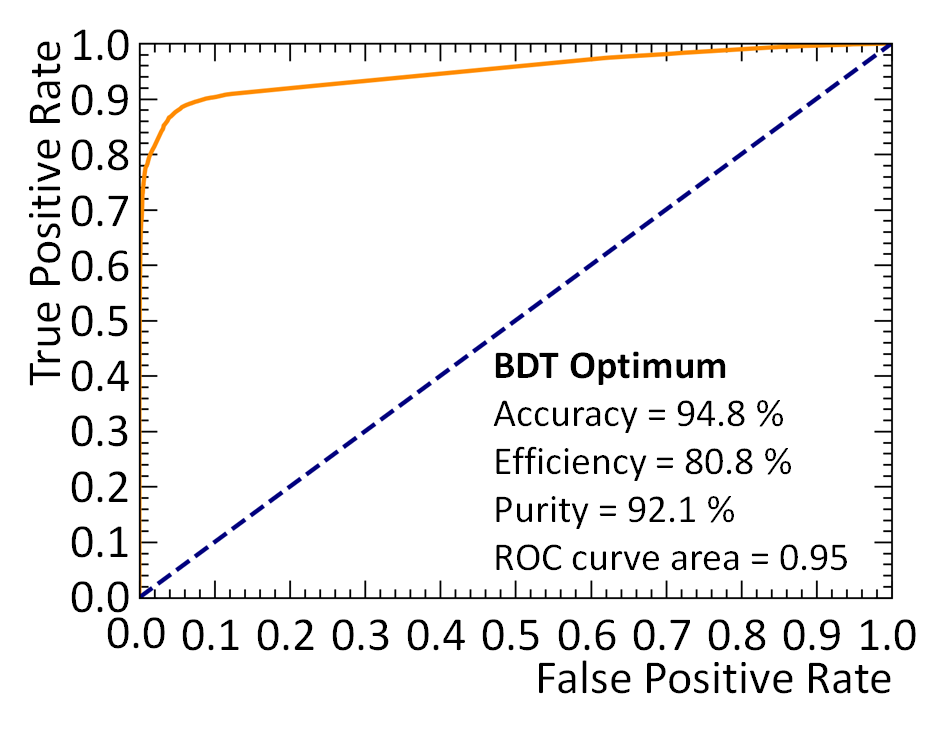 True Positive Rate
1.0
0.9
0.8
0.7
0.6
0.5
0.4
0.3
0.2
0.1
0.0
BDT Optimum
Accuracy = 94.8 %
Efficiency = 80.8 %
Purity = 92.1 %
ROC curve area = 0.95
0.0 0.1 0.2 0.3 0.4 0.5 0.6 0.7 0.8 0.9 1.0
False Positive Rate